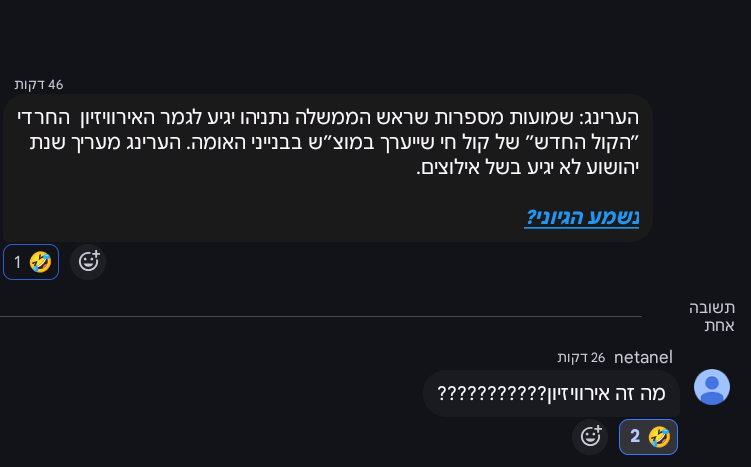 46 דקות
הערינג: שמועות מספרות שראש הממשלה נתניהו יגיע לגמר האירוויזיון החרדי
״הקול החדש״ של קול חי שייערך במוצ״ש בבנייני האומה. הערינג מעריך שנת
יהושוע לא יגיע בשל אילוצים.
נשמע הגיוני?
1
תשובה
אחת
netanel 26 דקות
מה זה אירוויזיון???????????
2